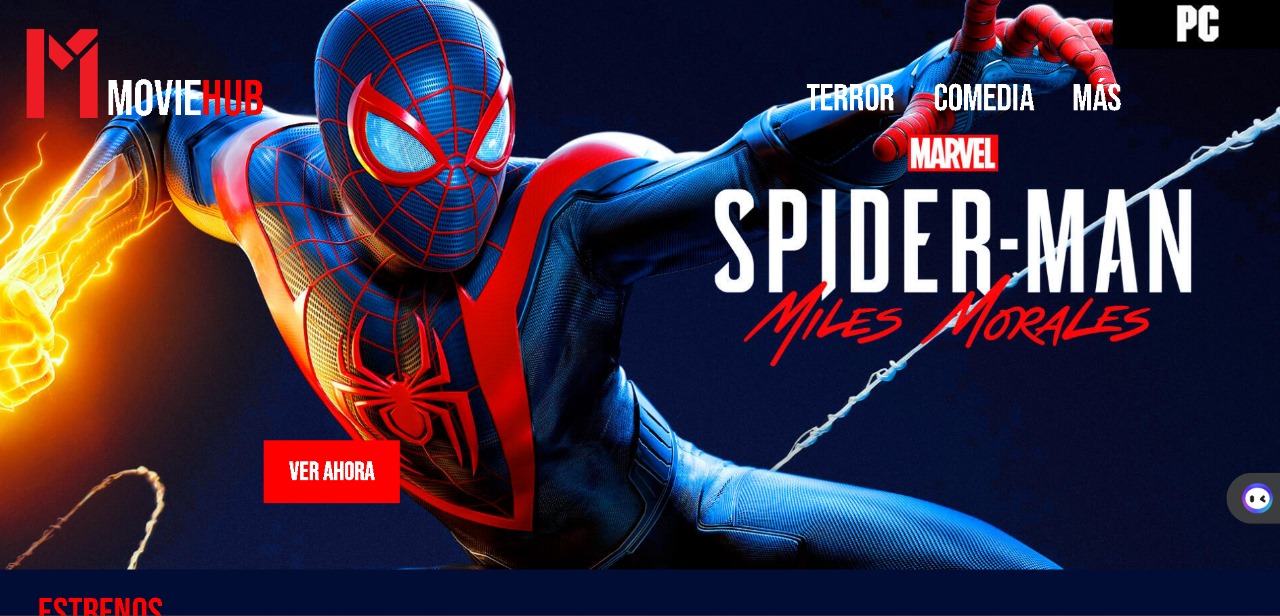 PC
MOVIEHUB
TERROR COMEDIA MÁS
MARVEL
SPIDER-MAN
MILES MORALES
VER AHORA
ESTRENOS